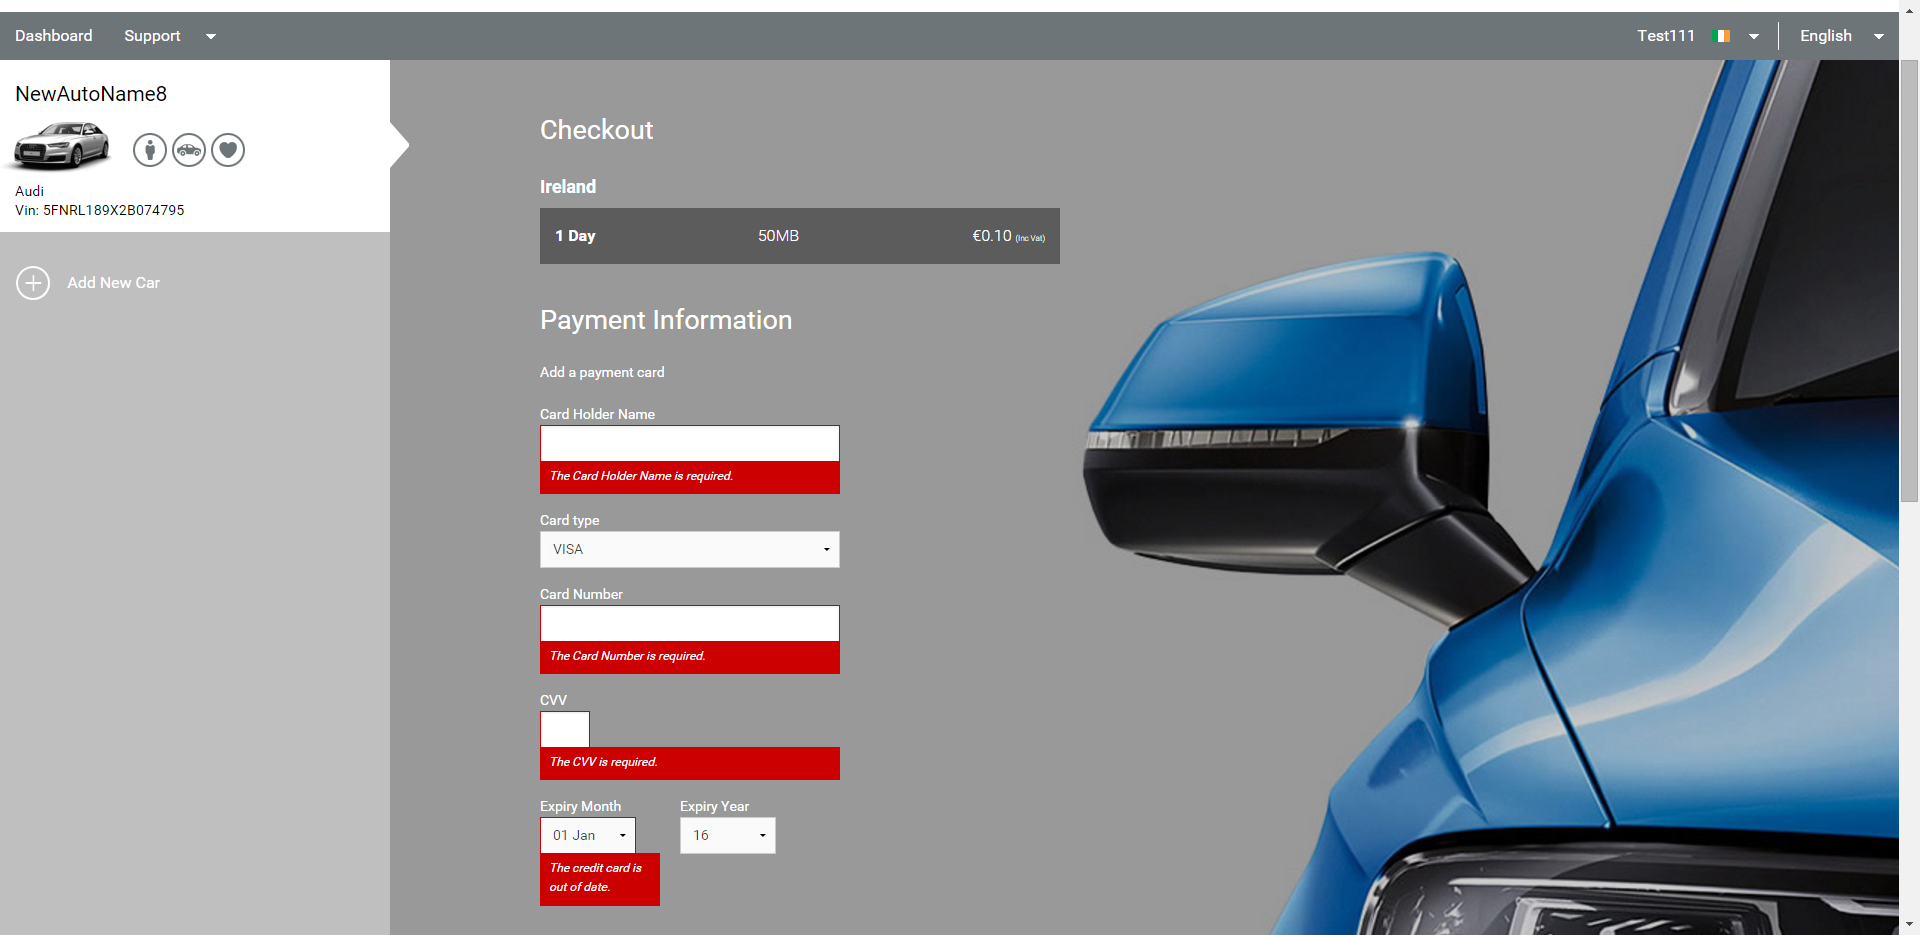 Dashboard
Support
Test111
English
NewAutoName8
Audi
Vin: 5FNRL189X2B074795
Add New Car
Checkout
Ireland
1 Day 50MB €0.10 (Inc Vat)
Payment Information
Add a payment card
Card Holder Name
The Card Holder Name is required.
Card type
VISA
Card Number
The Card Number is required.
CVV
The CVV is required.
Expiry Month Expiry Year
01 Jan 16
The credit card is
out of date.